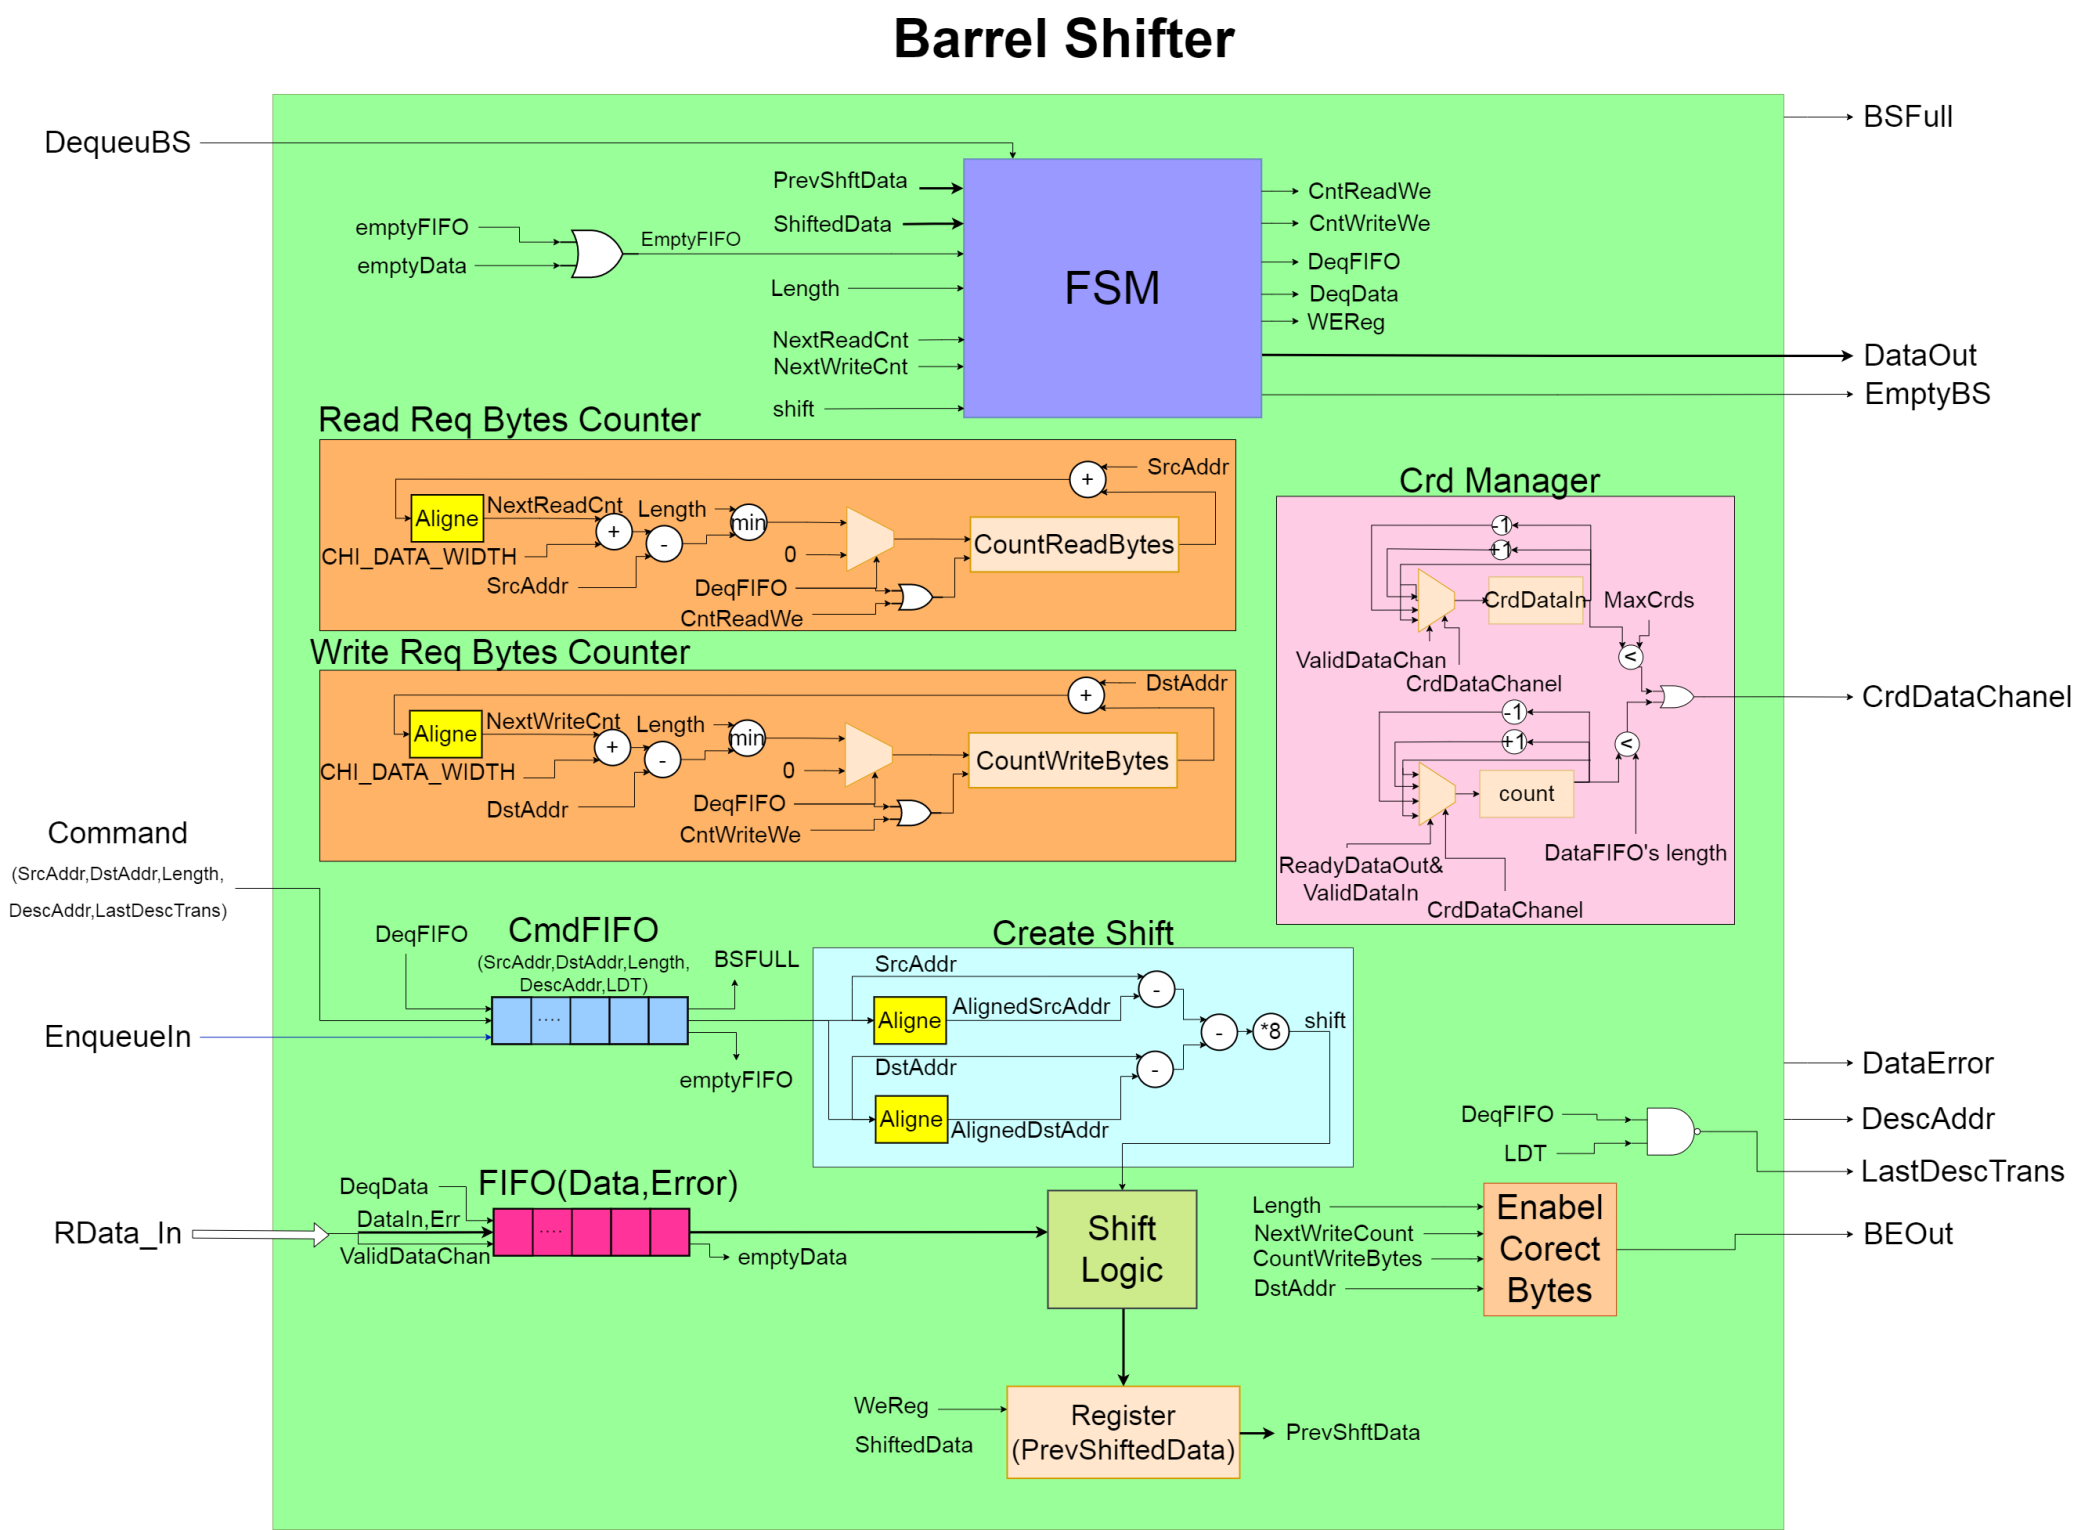 Barrel Shifter
DequeuBS
BSFull
PrevShftData
ShiftedData
emptyFIFO
emptyData
EmptyFIFO
Length
NextReadCnt
NextWriteCnt
shift
FSM
CntReadWe
CntWriteWe
DeqFIFO
DeqData
WEReg
DataOut
EmptyBS
Read Req Bytes Counter
SrcAddr
+
Aligne
NextReadCnt
CHI_DATA_WIDTH
+
SrcAddr
-
Length
min
0
DeqFIFO
CntReadWe
CountReadBytes
Write Req Bytes Counter
DstAddr
+
Aligne
NextWriteCnt
CHI_DATA_WIDTH
+
DstAddr
-
Length
min
0
DeqFIFO
CntWriteWe
CountWriteBytes
Crd Manager
-1
+1
CrdDataIn
MaxCrds
<
ValidDataChan
CrdDataChanel
-1
+1
count
<
DataFIFO's length
ReadyDataOut&
ValidDataIn
CrdDataChanel
CrdDataChanel
Command
(SrcAddr,DstAddr,Length,
DescAddr,LastDescTrans)
EnqueueIn
DeqFIFO
CmdFIFO
(SrcAddr,DstAddr,Length,
DescAddr,LDT)
....
BSFULL
emptyFIFO
Create Shift
SrcAddr
Aligne
AlignedSrcAddr
-
DstAddr
Aligne
AlignedDstAddr
-
-
*8
shift
RData_In
DeqData
DataIn,Err
ValidDataChan
FIFO(Data,Error)
....
emptyData
Shift
Logic
WeReg
ShiftedData
Register
(PrevShiftedData)
PrevShftData
DataError
DescAddr
DeqFIFO
LDT
LastDescTrans
Length
NextWriteCount
CountWriteBytes
DstAddr
Enabel
Corect
Bytes
BEOut